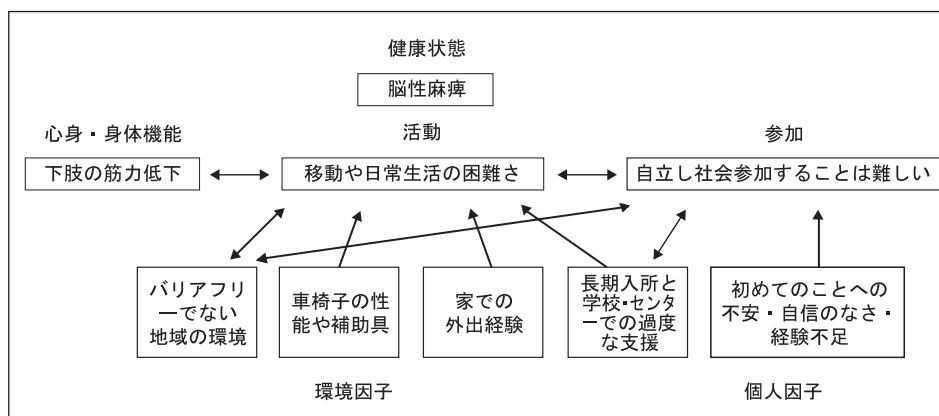 健康状態
脳性麻痺
心身・身体機能
活動
参加
下肢の筋力低下
移動や日常生活の困難さ
自立し社会参加することは難しい
バリアフリ
ーでない
地域の環境
車椅子の性
能や補助具
家での
外出経験
長期入所と
学校・センタ
ーでの過度
な支援
初めてのことへの
不安・自信のなさ・
経験不足
環境因子
個人因子